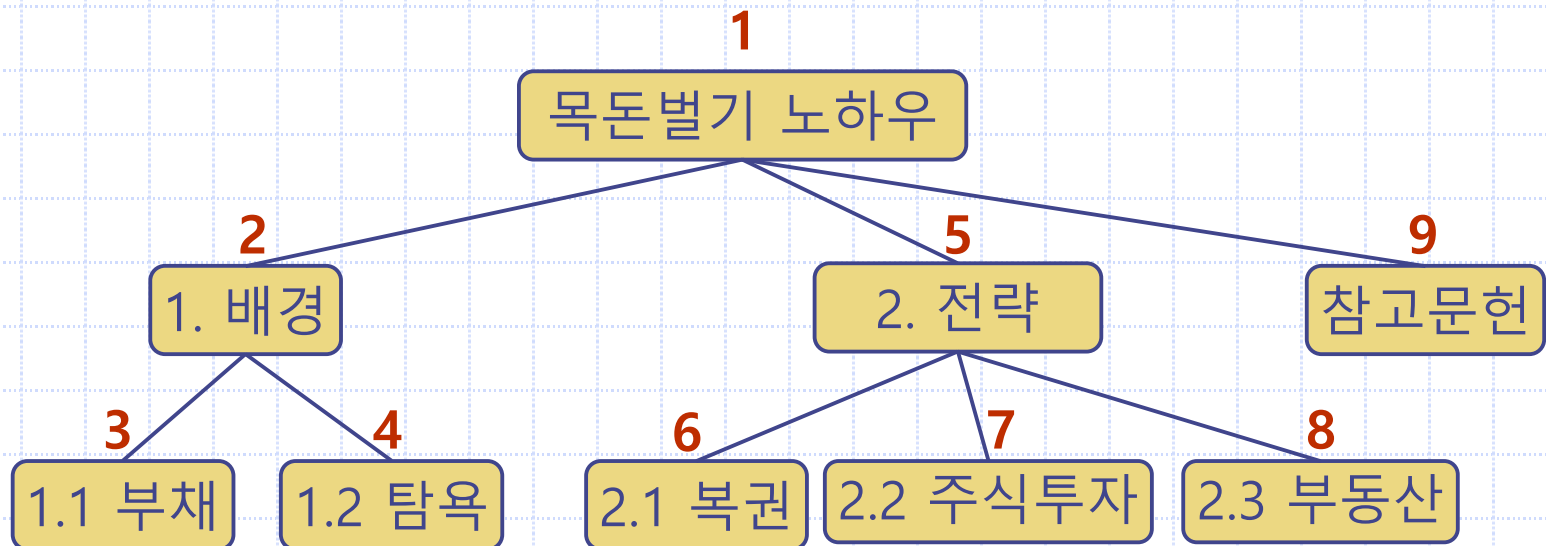 1
목돈벌기 노하우
2
5
9
1. 배경
2. 전략
참고문헌
3
4
6
7
8
1.1 부채
1.2 탐욕
2.1 복권
2.2 주식투자
2.3 부동산